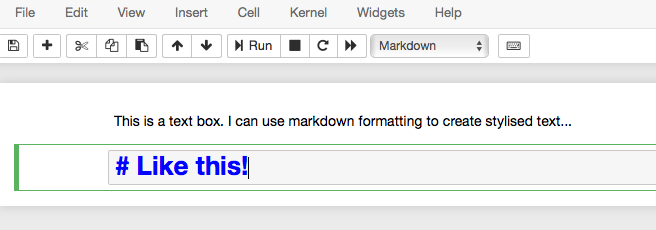 File Edit View Insert Cell Kernel Widgets Help
Run Markdown
This is a text box. I can use markdown formatting to create stylised text...
# Like this!